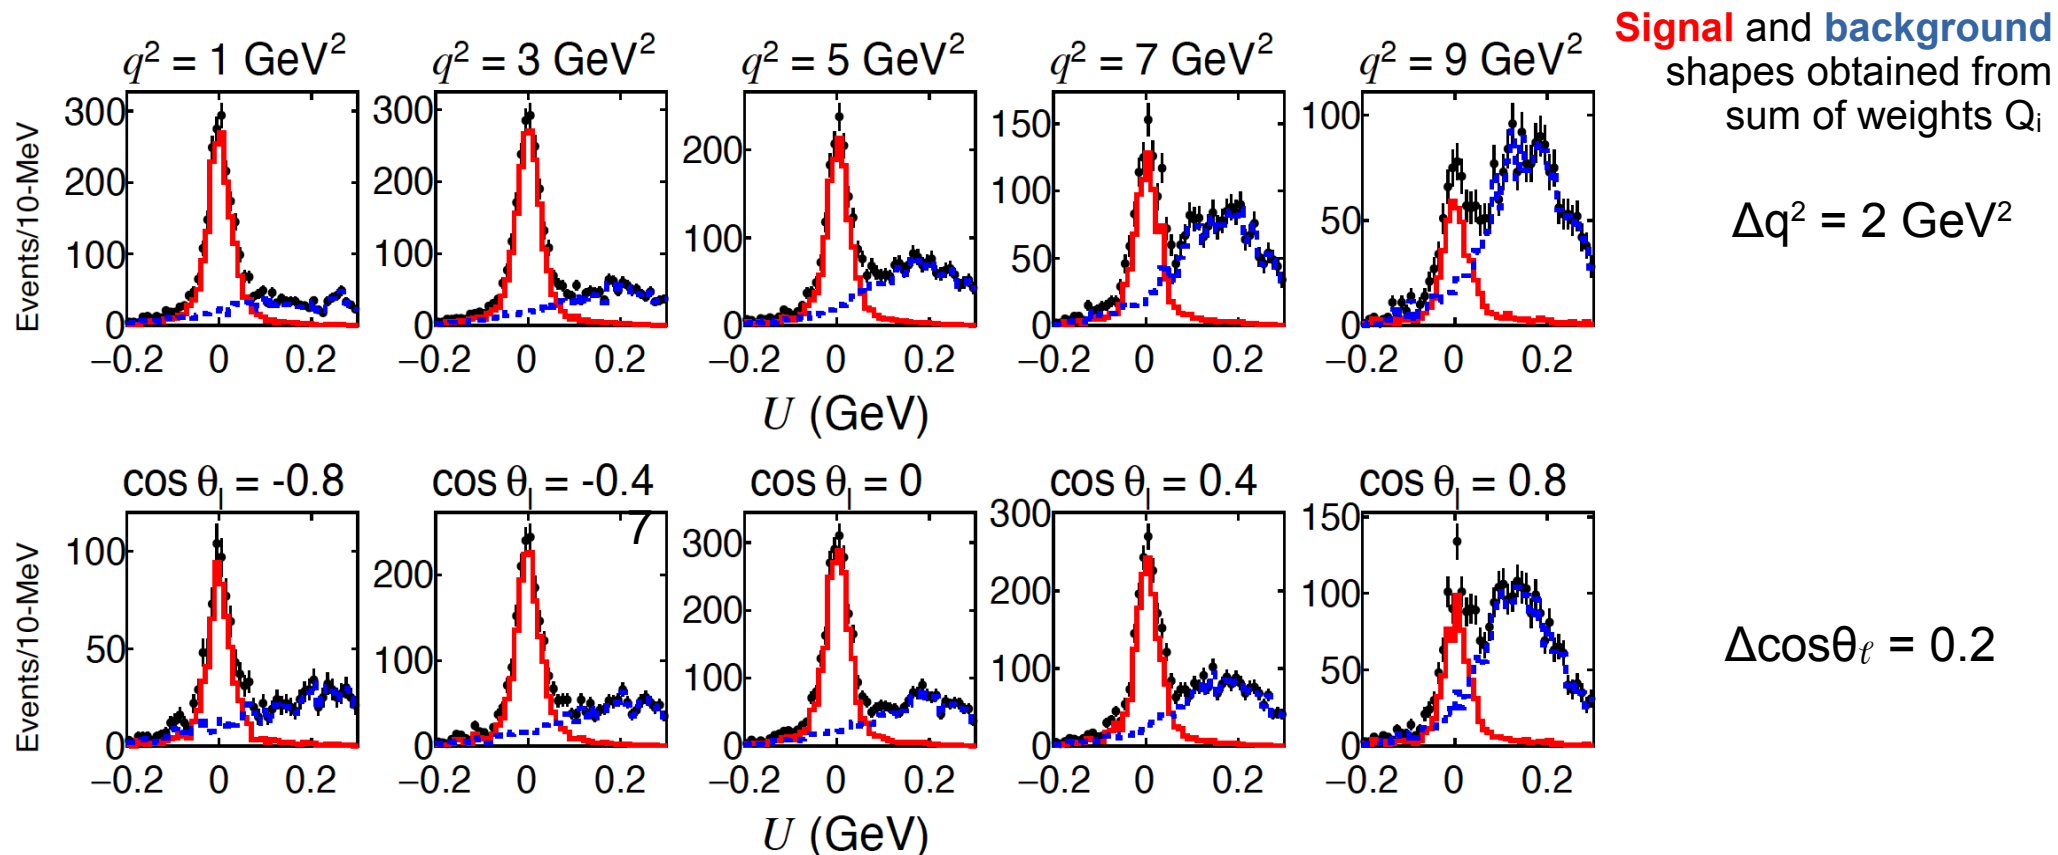 Signal and background
shapes obtained from
sum of weights Qi
q² = 1 GeV² q² = 3 GeV² q² = 5 GeV² q² = 7 GeV² q² = 9 GeV²
Events/10-MeV
300 200 100 0
300 200 100 0
200 100 0
150 100 50 0
100 50 0
−0.2 0 0.2 −0.2 0 0.2 −0.2 0 0.2 −0.2 0 0.2 −0.2 0 0.2
U (GeV)
Δq² = 2 GeV²
cos θl = -0.8 cos θl = -0.4 cos θl = 0 cos θl = 0.4 cos θl = 0.8
7
Events/10-MeV
100 50 0
200 100 0
300 200 100 0
300 200 100 0
150 100 50 0
−0.2 0 0.2 −0.2 0 0.2 −0.2 0 0.2 −0.2 0 0.2 −0.2 0 0.2
U (GeV)
Δcosθℓ = 0.2